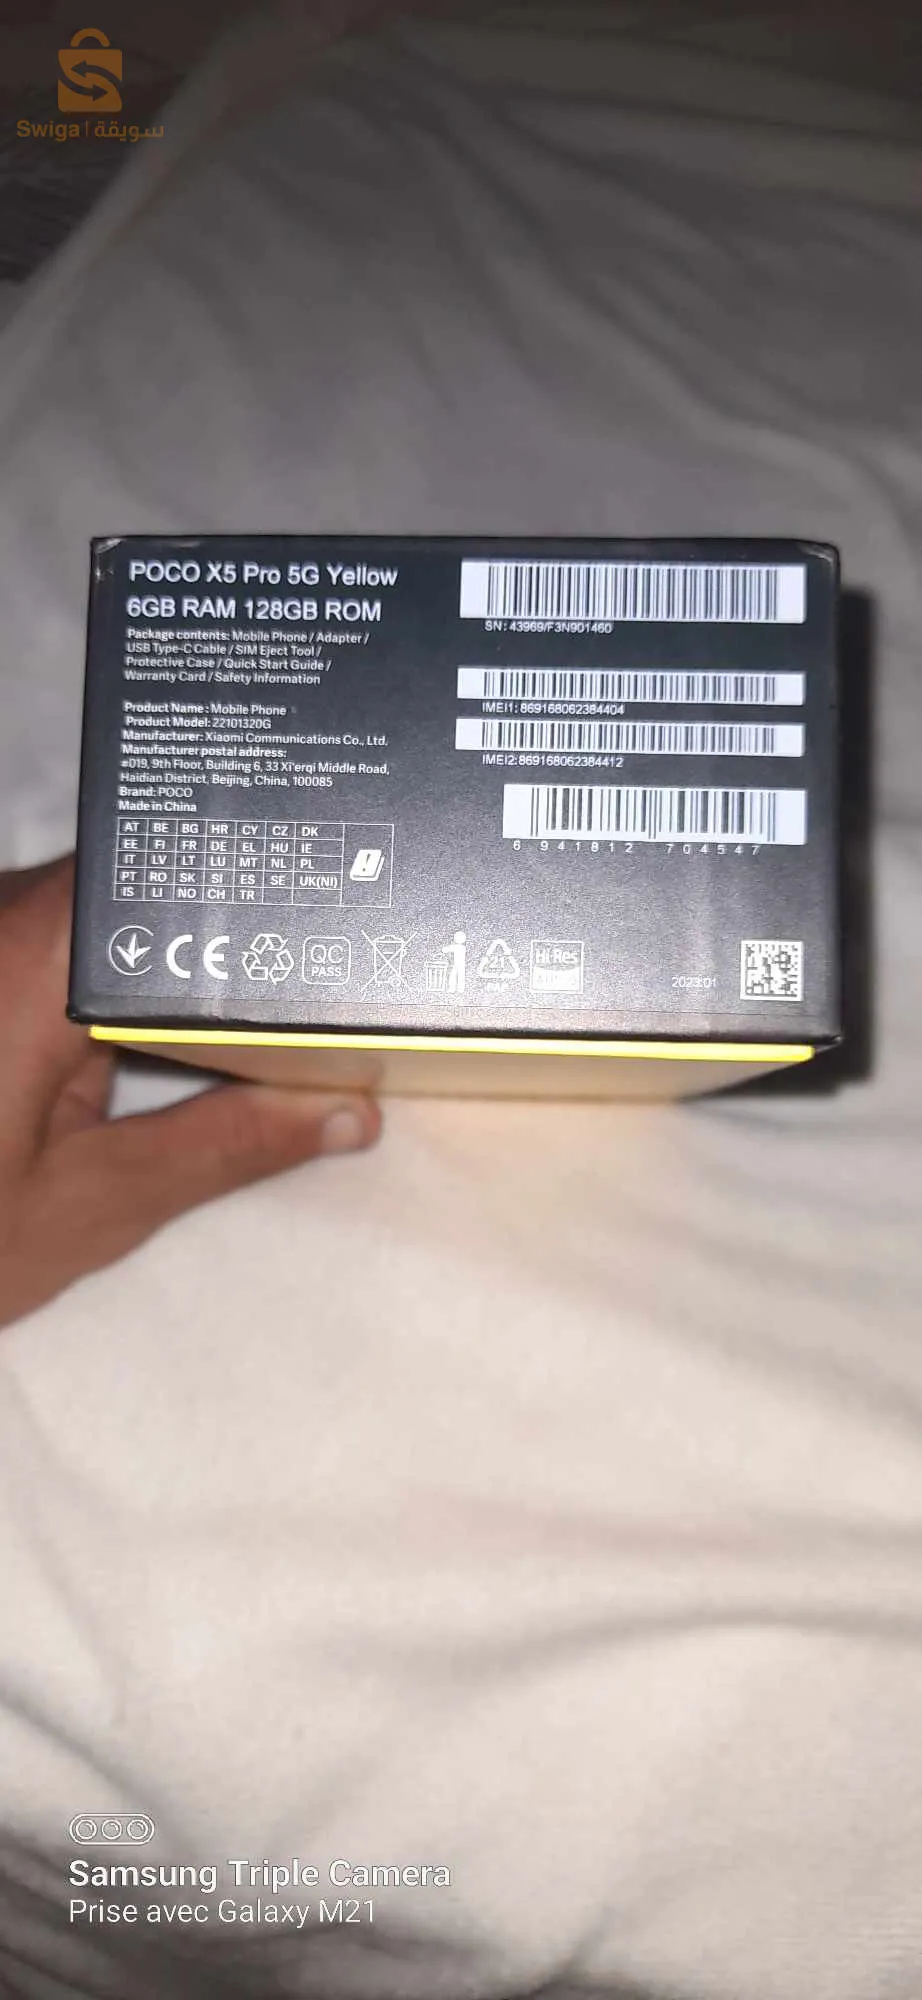 Swiga | سويقة
POCO X5 Pro 5G Yellow
6GB RAM 128GB ROM
Package contents: Mobile Phone / Adapter /
USB Type-C Cable / SIM Eject Tool /
Protective Case / Quick Start Guide /
Warranty Card / Safety Information
Product Name: Mobile Phone
Product Model: 22101320G
Manufacturer: Xiaomi Communications Co., Ltd.
Manufacturer postal address:
#019, 9th Floor, Building 6, 33 Xi'erqi Middle Road,
Haidian District, Beijing, China, 100085
Brand: POCO
Made in China
AT BE BG HR CY CZ DK
EE FI FR DE EL HU IE
IT LV LT LU MT NL PL
PT RO SK SI ES SE UK(NI)
IS LI NO CH TR
SN: 43969/F3N901460
IMEI1: 869168062384404
IMEI2: 869168062384412
6 941812 704547
CE
QC
PASS
21
PAP
Hi-Res
AUDIO
2023.01
Samsung Triple Camera
Prise avec Galaxy M21